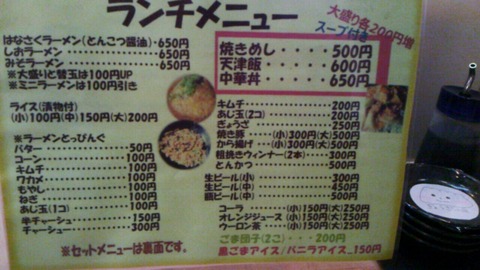 ランチメニュー
大盛り各200円増
スープ付き
はなさくラーメン(とんこつ醤油)・650円
しおラーメン・・・・・・・・・650円
みそラーメン・・・・・・・・・650円
※大盛りと替玉は100円UP
※ミニラーメンは100円引き
ライス(漬物付)
(小)100円(中)150円(大)200円
※ラーメンとっぴんぐ
バター・・・・・・・・・50円
コーン・・・・・・・・・100円
キムチ・・・・・・・・・100円
ワカメ・・・・・・・・・100円
もやし・・・・・・・・・100円
ねぎ・・・・・・・・・・100円
あじ玉(1コ)・・・・・・100円
半チャーシュー・・・・・150円
チャーシュー・・・・・・300円
※セットメニューは裏面です。
焼きめし・・・・・500円
天津飯・・・・・・600円
中華丼・・・・・・650円
キムチ・・・・・・・・・・200円
あじ玉(2コ)・・・・・・・200円
ぎょうざ・・・・・・・・・250円
焼き豚・・・・(小)300円(大)500円
から揚げ・・・(小)300円(大)500円
粗挽きウィンナー(2本)・・・300円
とんかつ・・・・・・・・・500円
生ビール(小)・・・・・・・300円
生ビール(中)・・・・・・・450円
瓶ビール(中)・・・・・・・500円
コーラ・・・・・(小)150円(大)250円
オレンジジュース・(小)150円(大)250円
ウーロン茶・・・(小)150円(大)250円
ごま団子(2こ)・・・200円
黒ごまアイス/バニラアイス_150円